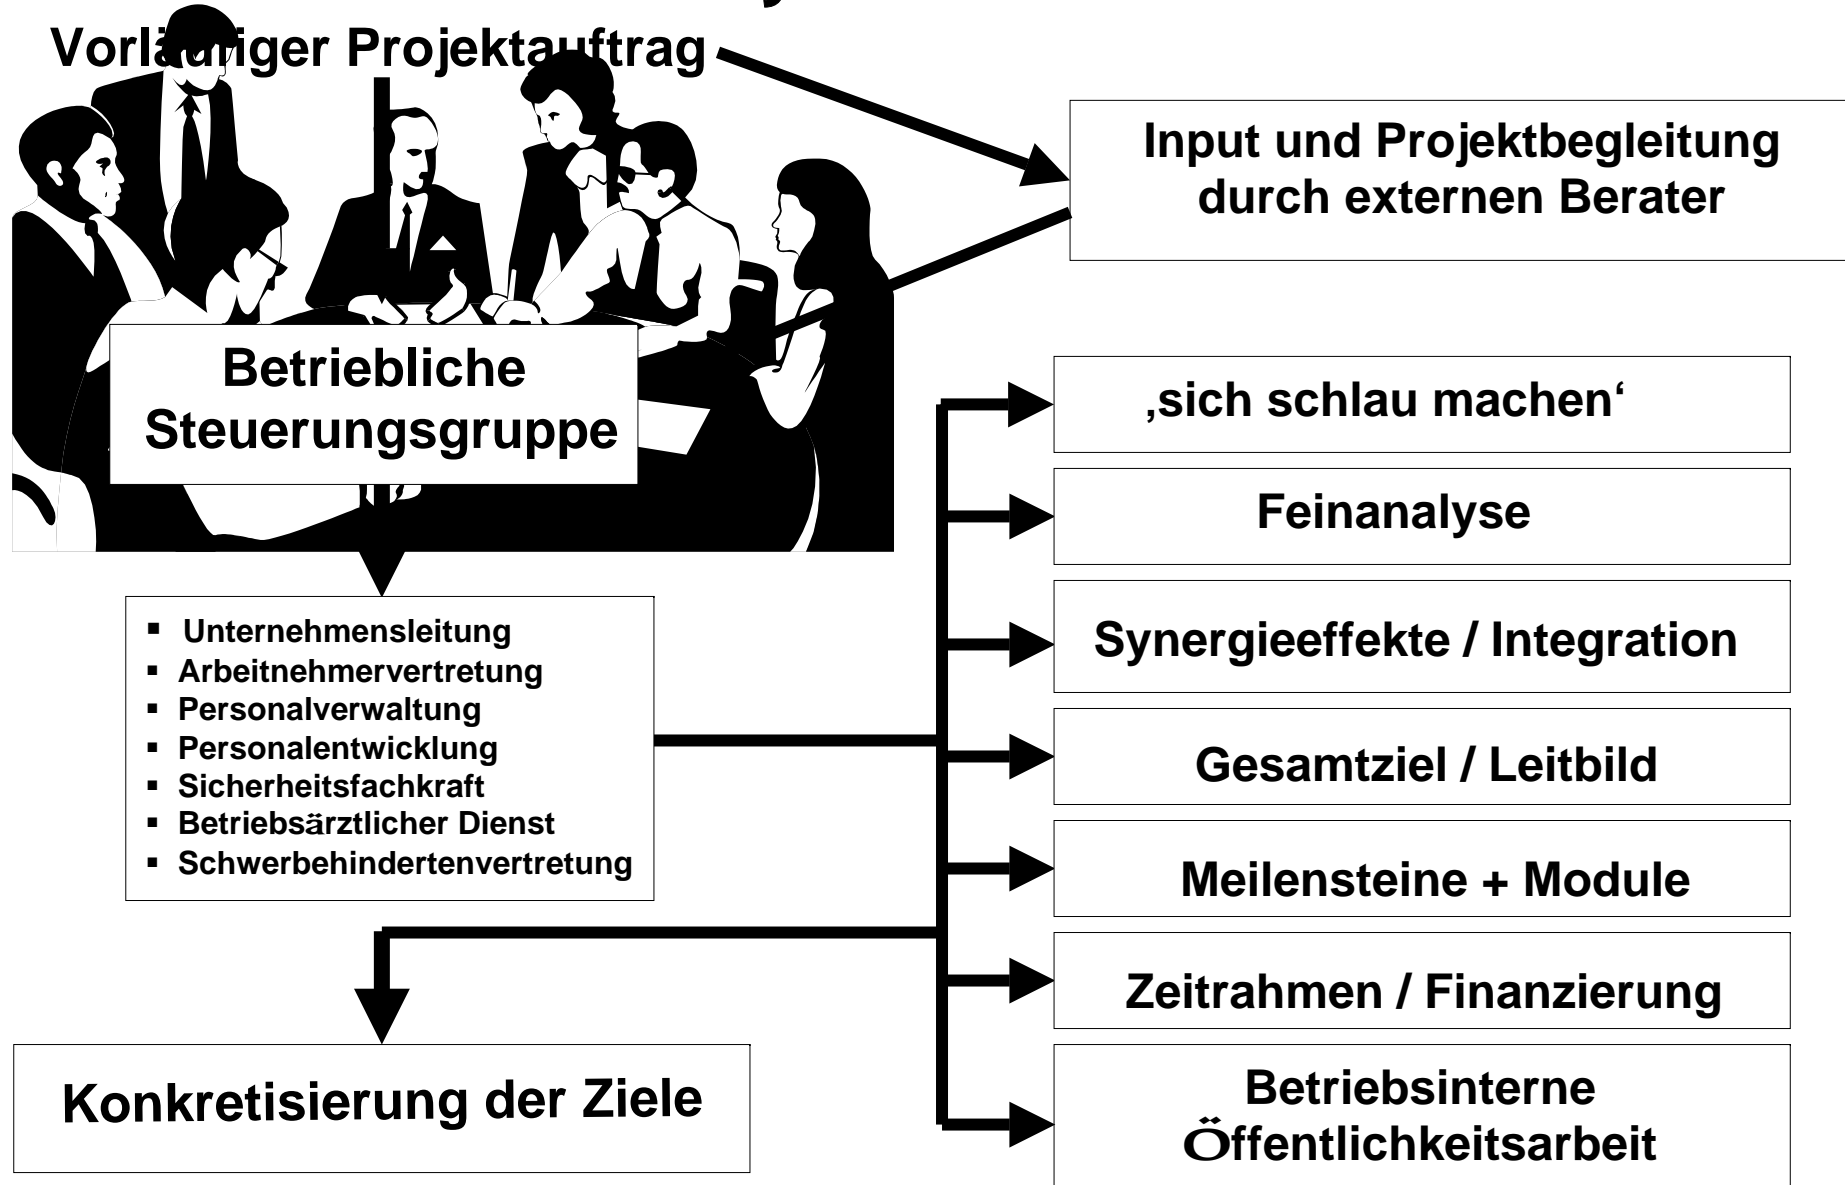 Vorläufiger Projektauftrag
Input und Projektbegleitung
durch externen Berater
Betriebliche
Steuerungsgruppe
▪ Unternehmensleitung
▪ Arbeitnehmervertretung
▪ Personalverwaltung
▪ Personalentwicklung
▪ Sicherheitsfachkraft
▪ Betriebsärztlicher Dienst
▪ Schwerbehindertenvertretung
‚sich schlau machen‘
Feinanalyse
Synergieeffekte / Integration
Gesamtziel / Leitbild
Meilensteine + Module
Zeitrahmen / Finanzierung
Betriebsinterne
Öffentlichkeitsarbeit
Konkretisierung der Ziele